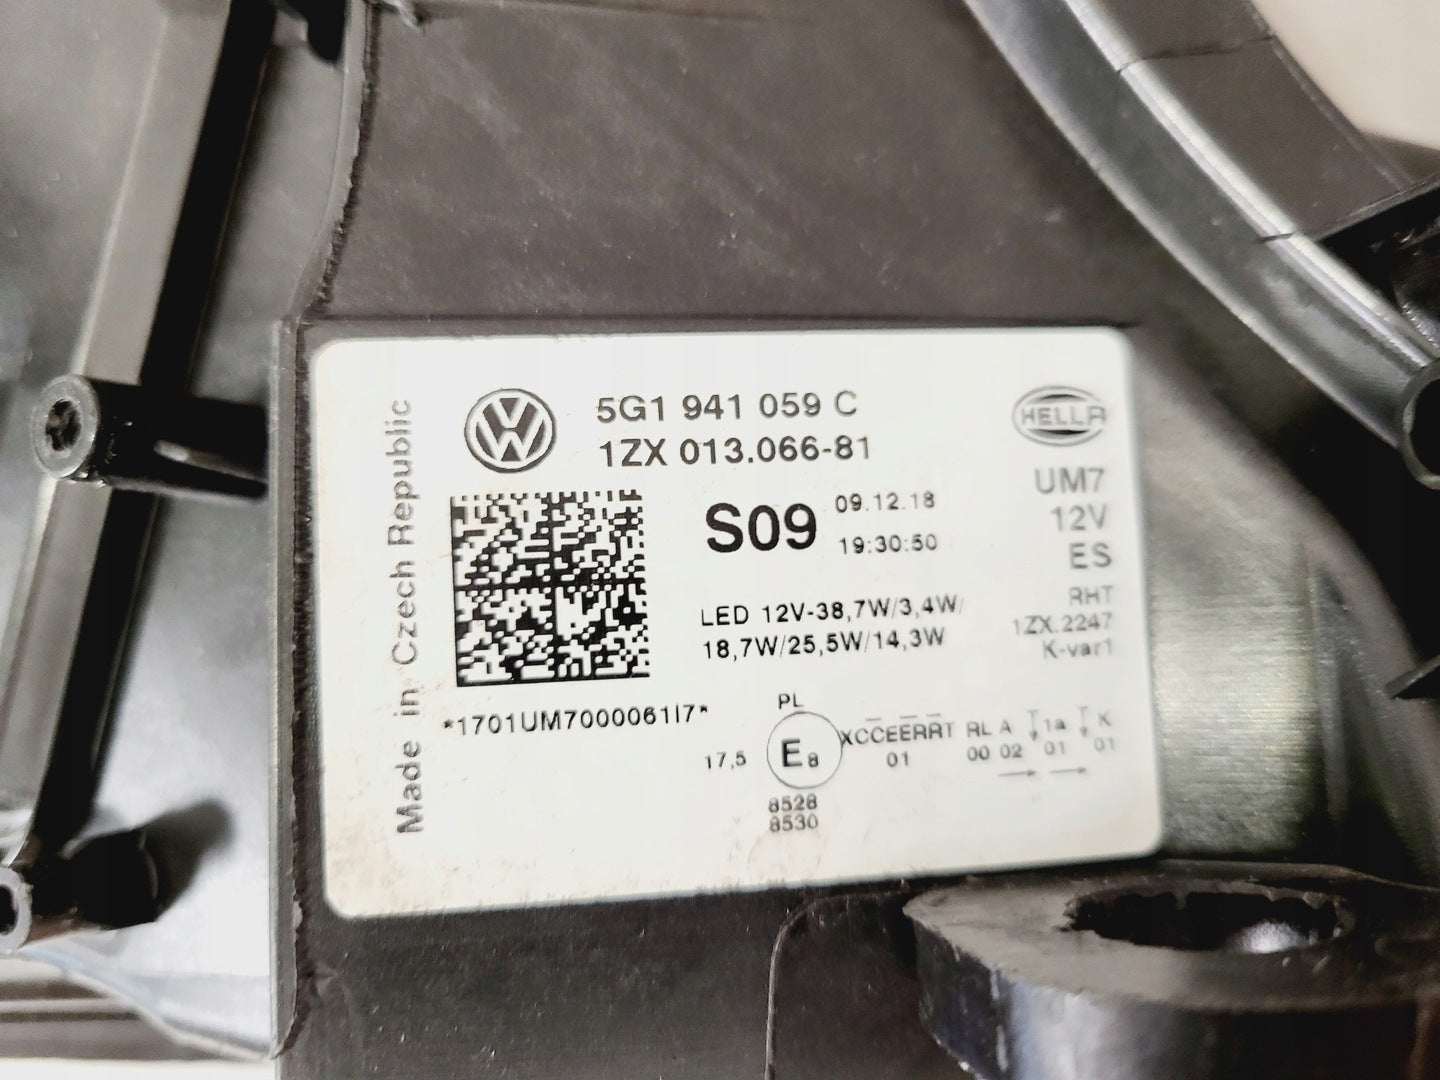 Made in Czech Republic
5G1 941 059 C
1ZX 013.066-81
HELLA
UM7
12V
ES
RHT
1ZX.2247
K-var1
S09
09.12.18
19:30:50
LED 12V-38,7W/3,4W/
18,7W/25,5W/14,3W
*1701UM7000061I7*
PL
17,5
E8
XCCEERRT RL A 1a K
01 00 02 01 01
8528
8530